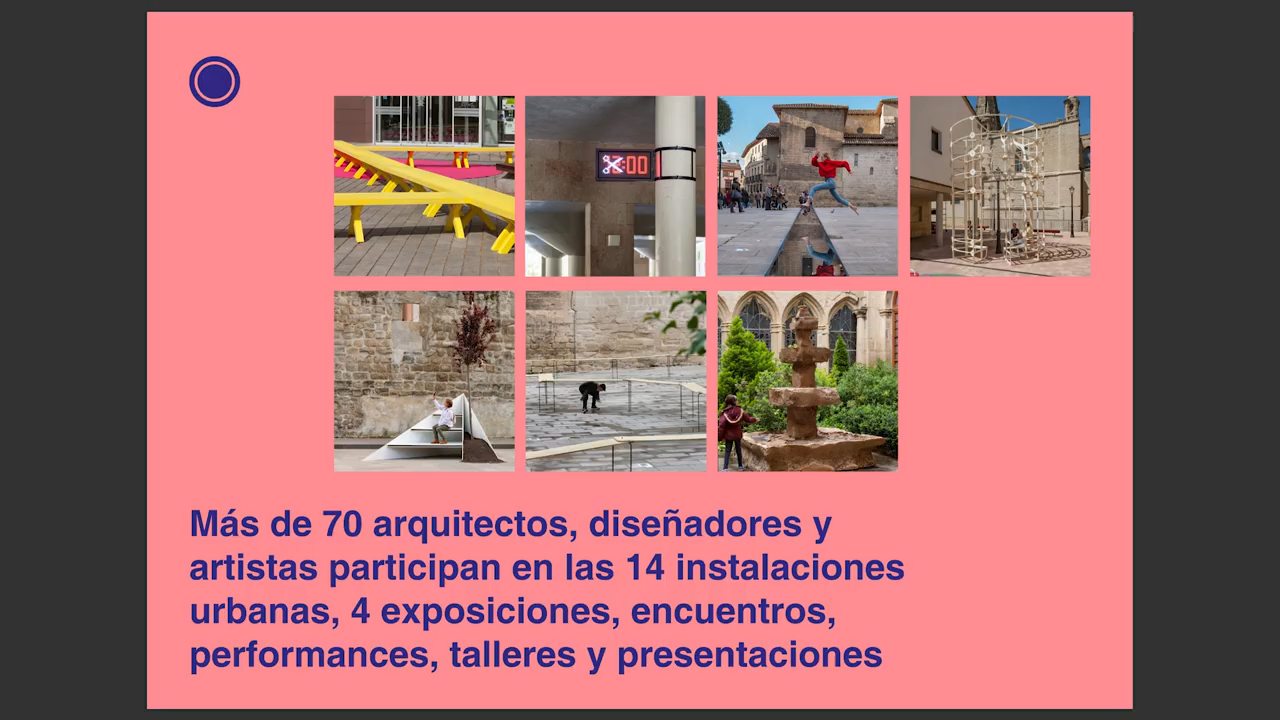 Más de 70 arquitectos, diseñadores y
artistas participan en las 14 instalaciones
urbanas, 4 exposiciones, encuentros,
performances, talleres y presentaciones